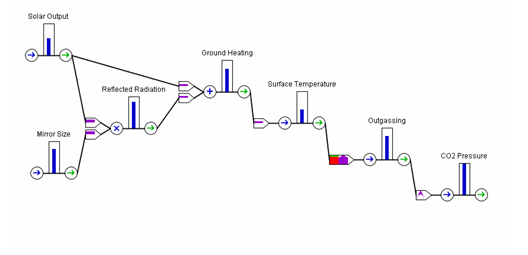 Solar Output
Ground Heating
Surface Temperature
Reflected Radiation
Outgassing
Mirror Size
CO2 Pressure